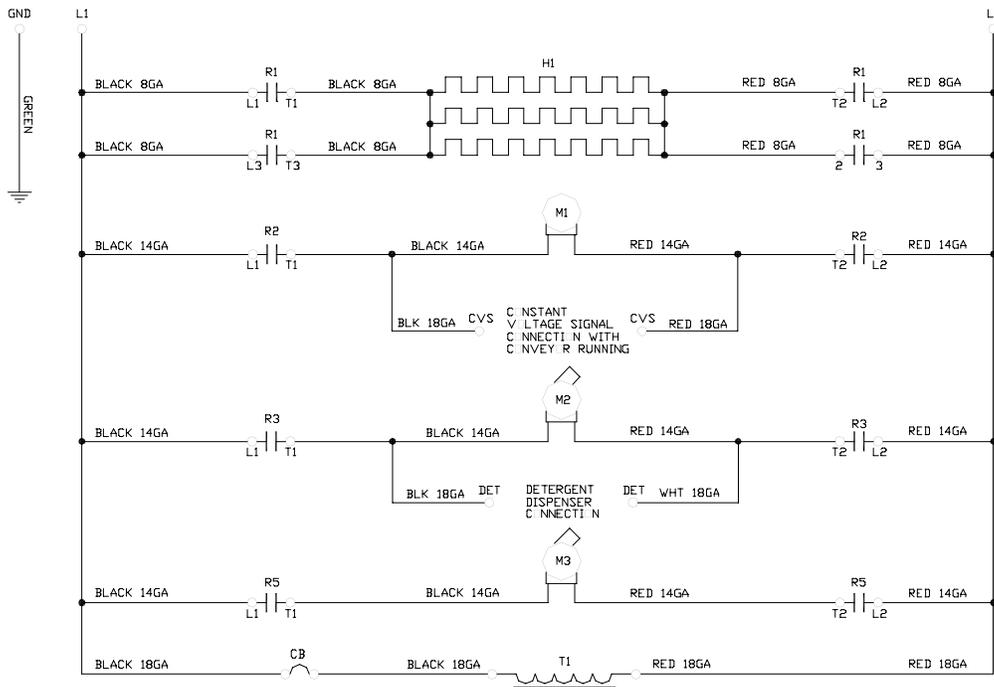 GND
L1
L
GREEN
H1
BLACK 8GA
R1
L1 T1
BLACK 8GA
RED 8GA
R1
T2 L2
RED 8GA
BLACK 8GA
R1
L3 T3
BLACK 8GA
RED 8GA
R1
2 3
RED 8GA
M1
BLACK 14GA
R2
L1 T1
BLACK 14GA
RED 14GA
R2
T2 L2
RED 14GA
BLK 18GA
CVS
C NSTANT
V LTAGE SIGNAL
C NNECTI N WITH
C NVEY R RUNNING
CVS
RED 18GA
M2
BLACK 14GA
R3
L1 T1
BLACK 14GA
RED 14GA
R3
T2 L2
RED 14GA
BLK 18GA
DET
DETERGENT
DISPENSER
C NNECTI N
DET
WHT 18GA
M3
BLACK 14GA
R5
L1 T1
BLACK 14GA
RED 14GA
R5
T2 L2
RED 14GA
BLACK 18GA
CB
BLACK 18GA
T1
RED 18GA
RED 18GA